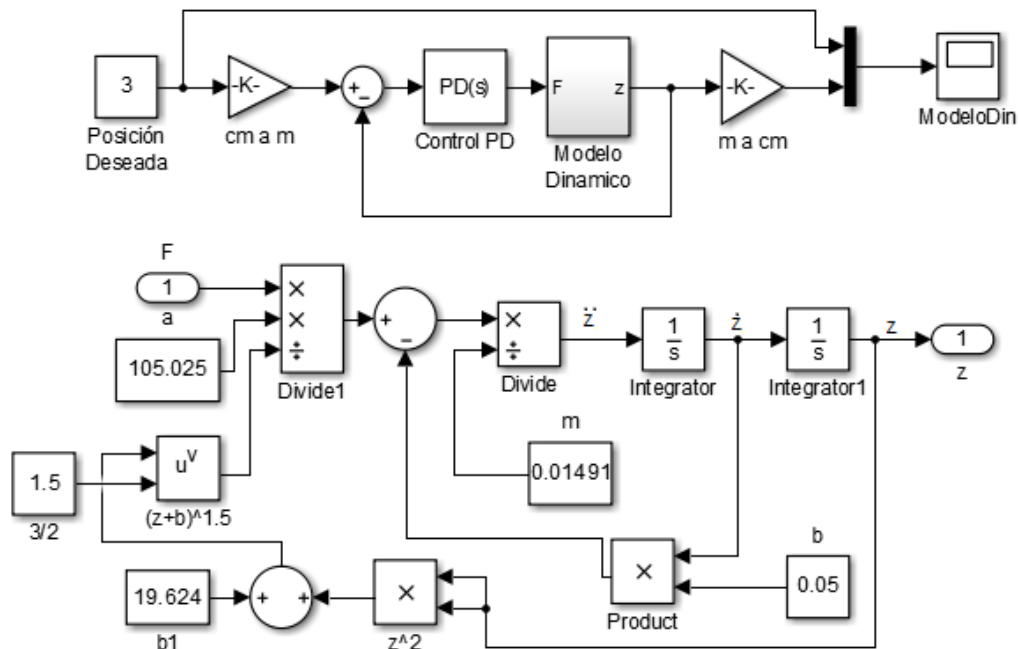 3
Posición
Deseada
-K-
cm a m
+
−
PD(s)
Control PD
F
z
Modelo
Dinamico
-K-
m a cm
ModeloDin
F
1
a
105.025
×
×
÷
Divide1
+
−
×
÷
Divide
z̈
1
s
Integrator
ż
1
s
Integrator1
z
1
z
m
0.01491
1.5
3/2
u^v
(z+b)^1.5
b
0.05
×
Product
19.624
b1
+
+
×
z^2